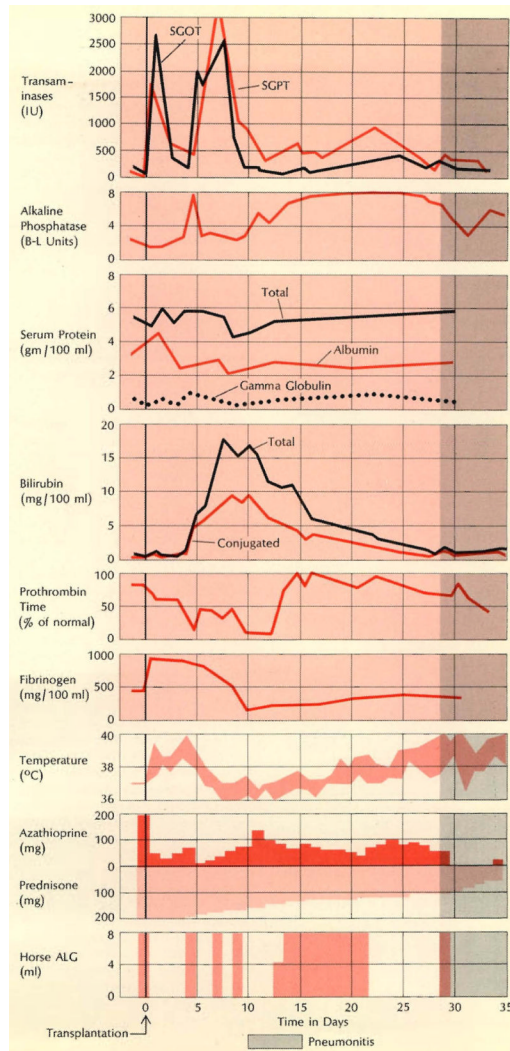 3000
SGOT
2500
Transam-
inases
(IU)
2000
SGPT
1500
1000
500
0
Alkaline
Phosphatase
(B-L Units)
8
4
0
Serum Protein
(gm/100 ml)
8
Total
6
4
Albumin
2
Gamma Globulin
0
Bilirubin
(mg/100 ml)
20
Total
15
10
5
Conjugated
0
Prothrombin
Time
(% of normal)
100
50
0
Fibrinogen
(mg/100 ml)
1000
500
0
Temperature
(°C)
40
38
36
Azathioprine
(mg)
200
100
0
Prednisone
(mg)
100
200
Horse ALG
(ml)
8
4
0
0 5 10 15 20 25 30 35
Transplantation
Time in Days
Pneumonitis